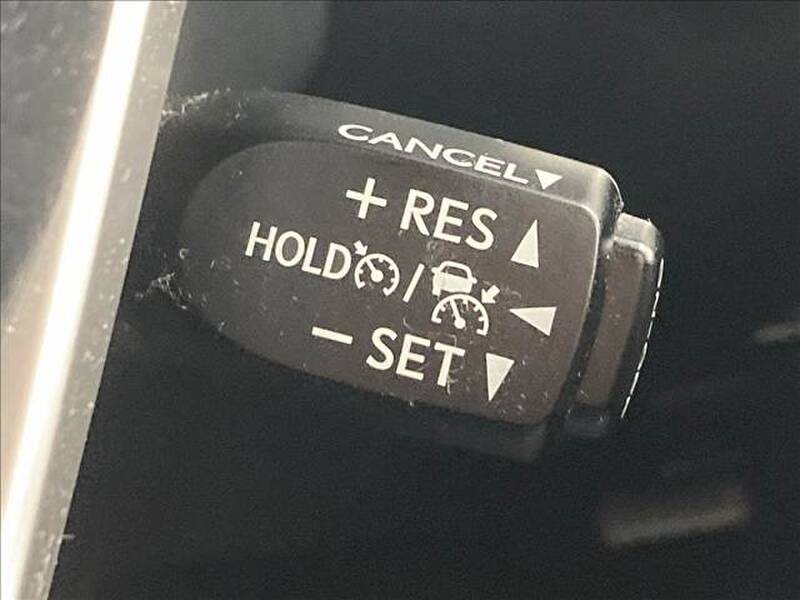 CANCEL▼
+ RES ▲
HOLD / ◀
− SET ▼